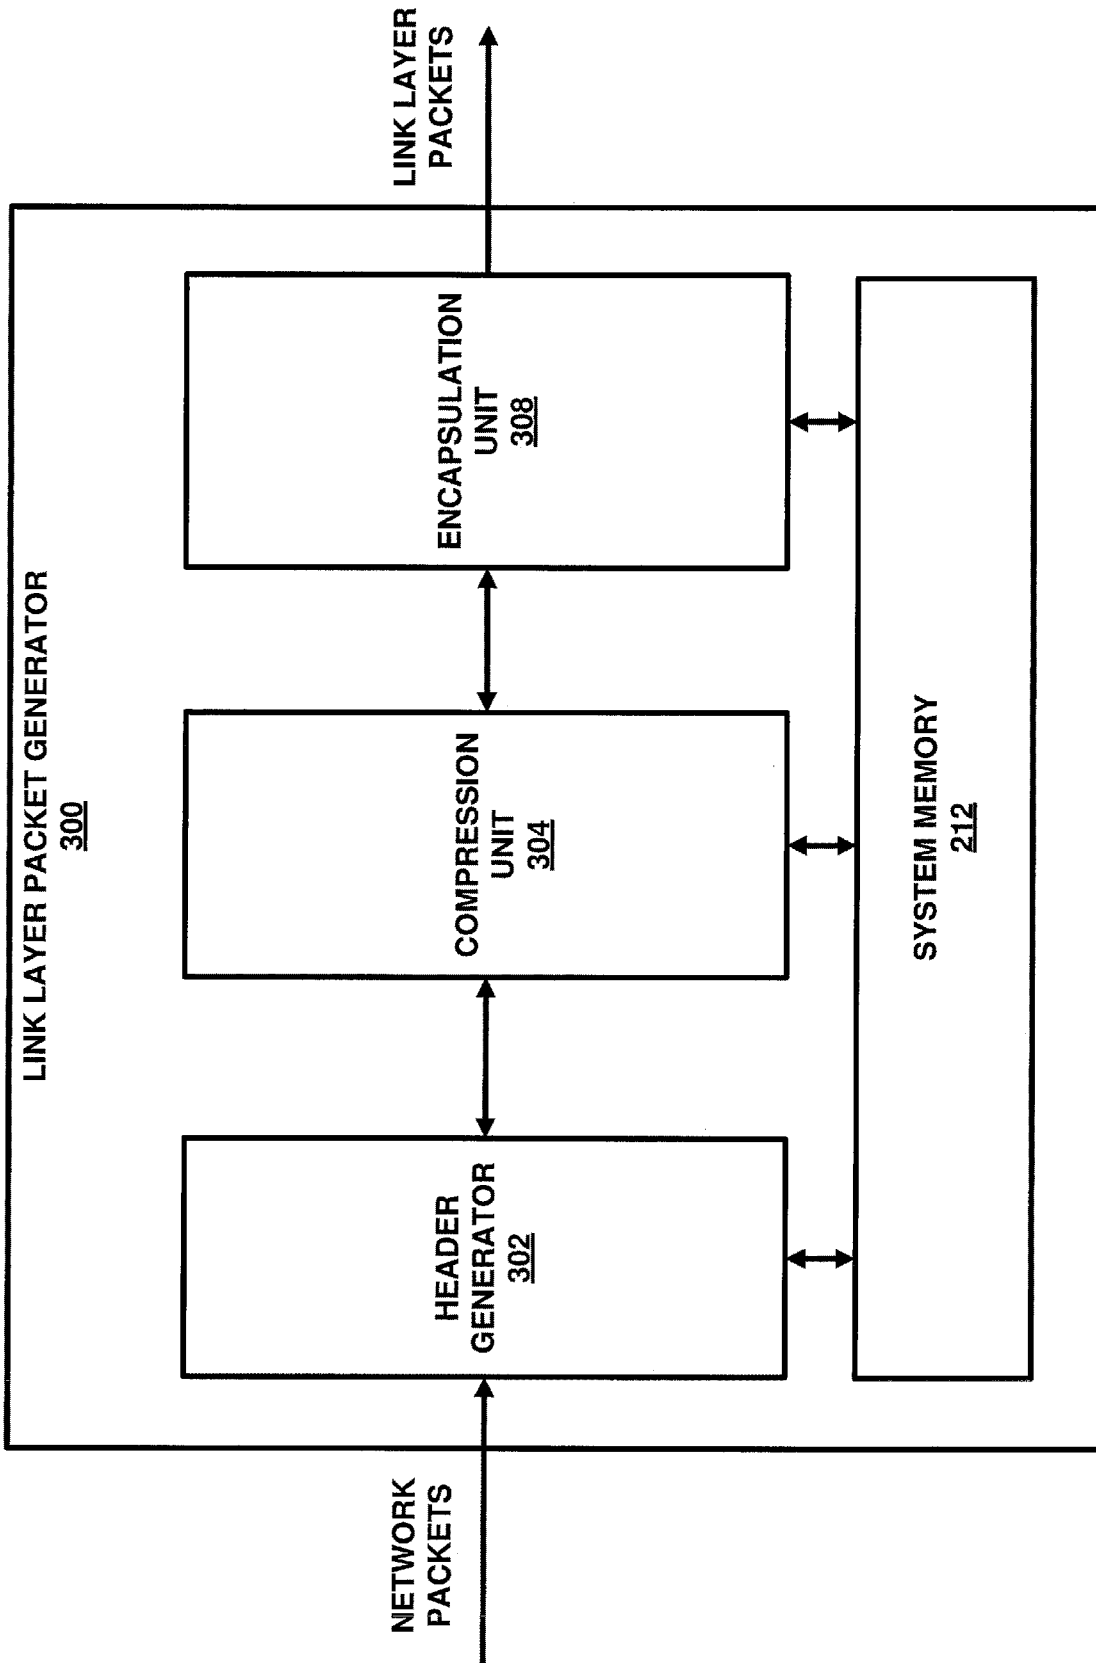 LINK LAYER PACKET GENERATOR
300
NETWORK
PACKETS
HEADER
GENERATOR
302
COMPRESSION
UNIT
304
ENCAPSULATION
UNIT
308
LINK LAYER
PACKETS
SYSTEM MEMORY
212